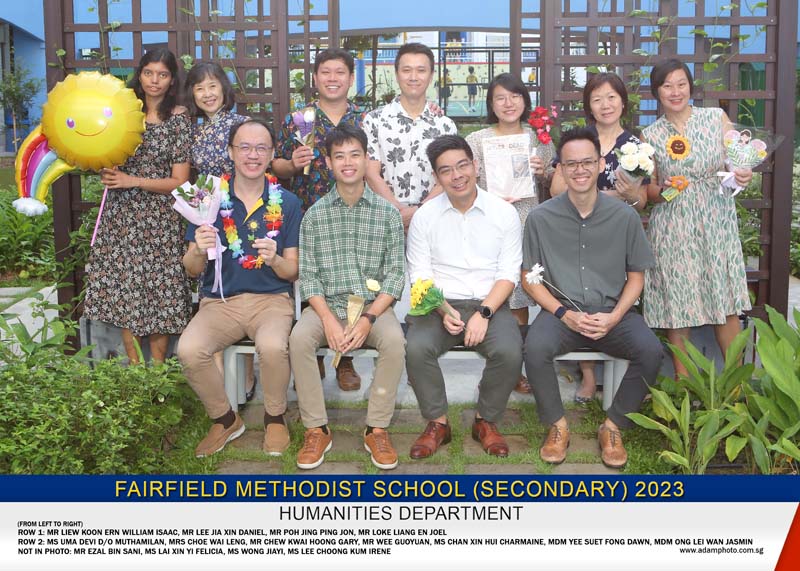 FAIRFIELD METHODIST SCHOOL (SECONDARY) 2023
HUMANITIES DEPARTMENT
(FROM LEFT TO RIGHT)
ROW 1: MR LIEW KOON ERN WILLIAM ISAAC, MR LEE JIA XIN DANIEL, MR POH JING PING JON, MR LOKE LIANG EN JOEL
ROW 2: MS UMA DEVI D/O MUTHAMILAN, MRS CHOE WAI LENG, MR CHEW KWAI HOONG GARY, MR WEE GUOYUAN, MS CHAN XIN HUI CHARMAINE, MDM YEE SUET FONG DAWN, MDM ONG LEI WAN JASMIN
NOT IN PHOTO: MR EZAL BIN SANI, MS LAI XIN YI FELICIA, MS WONG JIAYI, MS LEE CHOONG KUM IRENE
www.adamphoto.com.sg